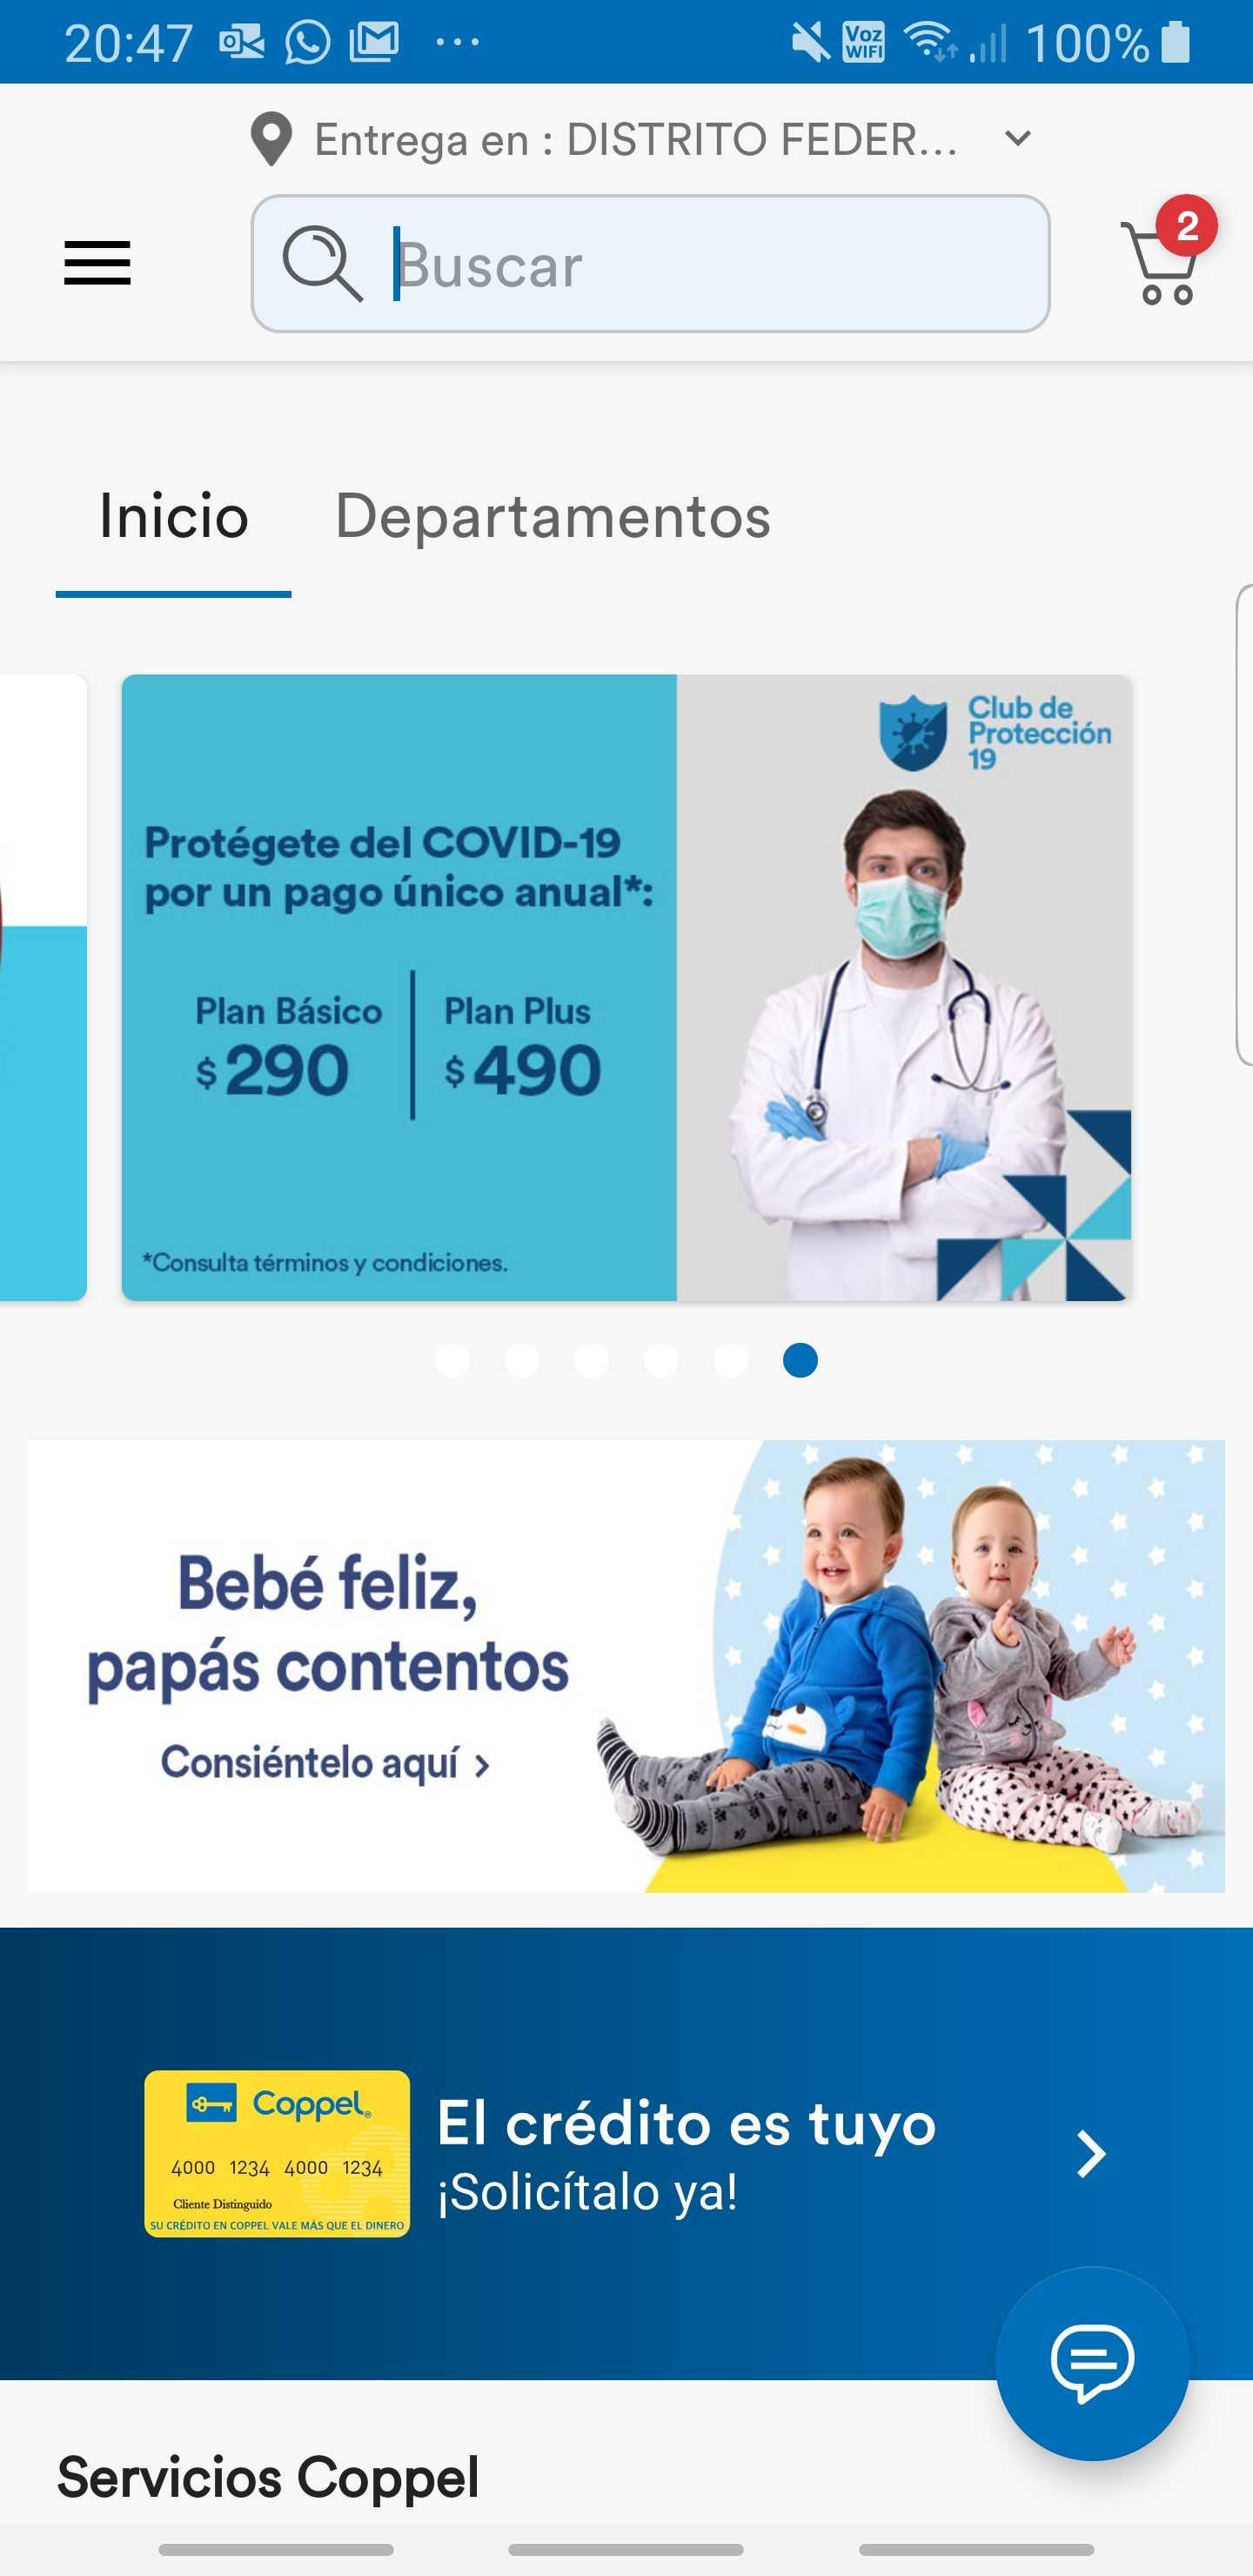 20:47
Voz
WIFI
100%
Entrega en : DISTRITO FEDER...
Buscar
2
Inicio
Departamentos
Club de
Protección
19
Protégete del COVID-19
por un pago único anual*:
Plan Básico
$290
Plan Plus
$490
*Consulta términos y condiciones.
Bebé feliz,
papás contentos
Consiéntelo aquí >
Coppel®
4000 1234 4000 1234
Cliente Distinguido
SU CRÉDITO EN COPPEL VALE MÁS QUE EL DINERO
El crédito es tuyo
¡Solicítalo ya!
Servicios Coppel